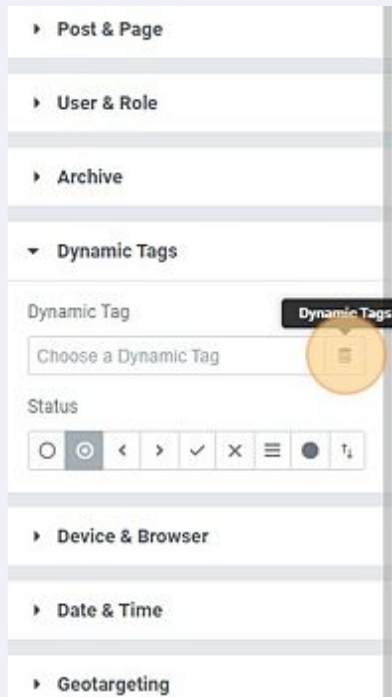 Post & Page
User & Role
Archive
Dynamic Tags
Dynamic Tag
Dynamic Tags
Choose a Dynamic Tag
Status
Device & Browser
Date & Time
Geotargeting